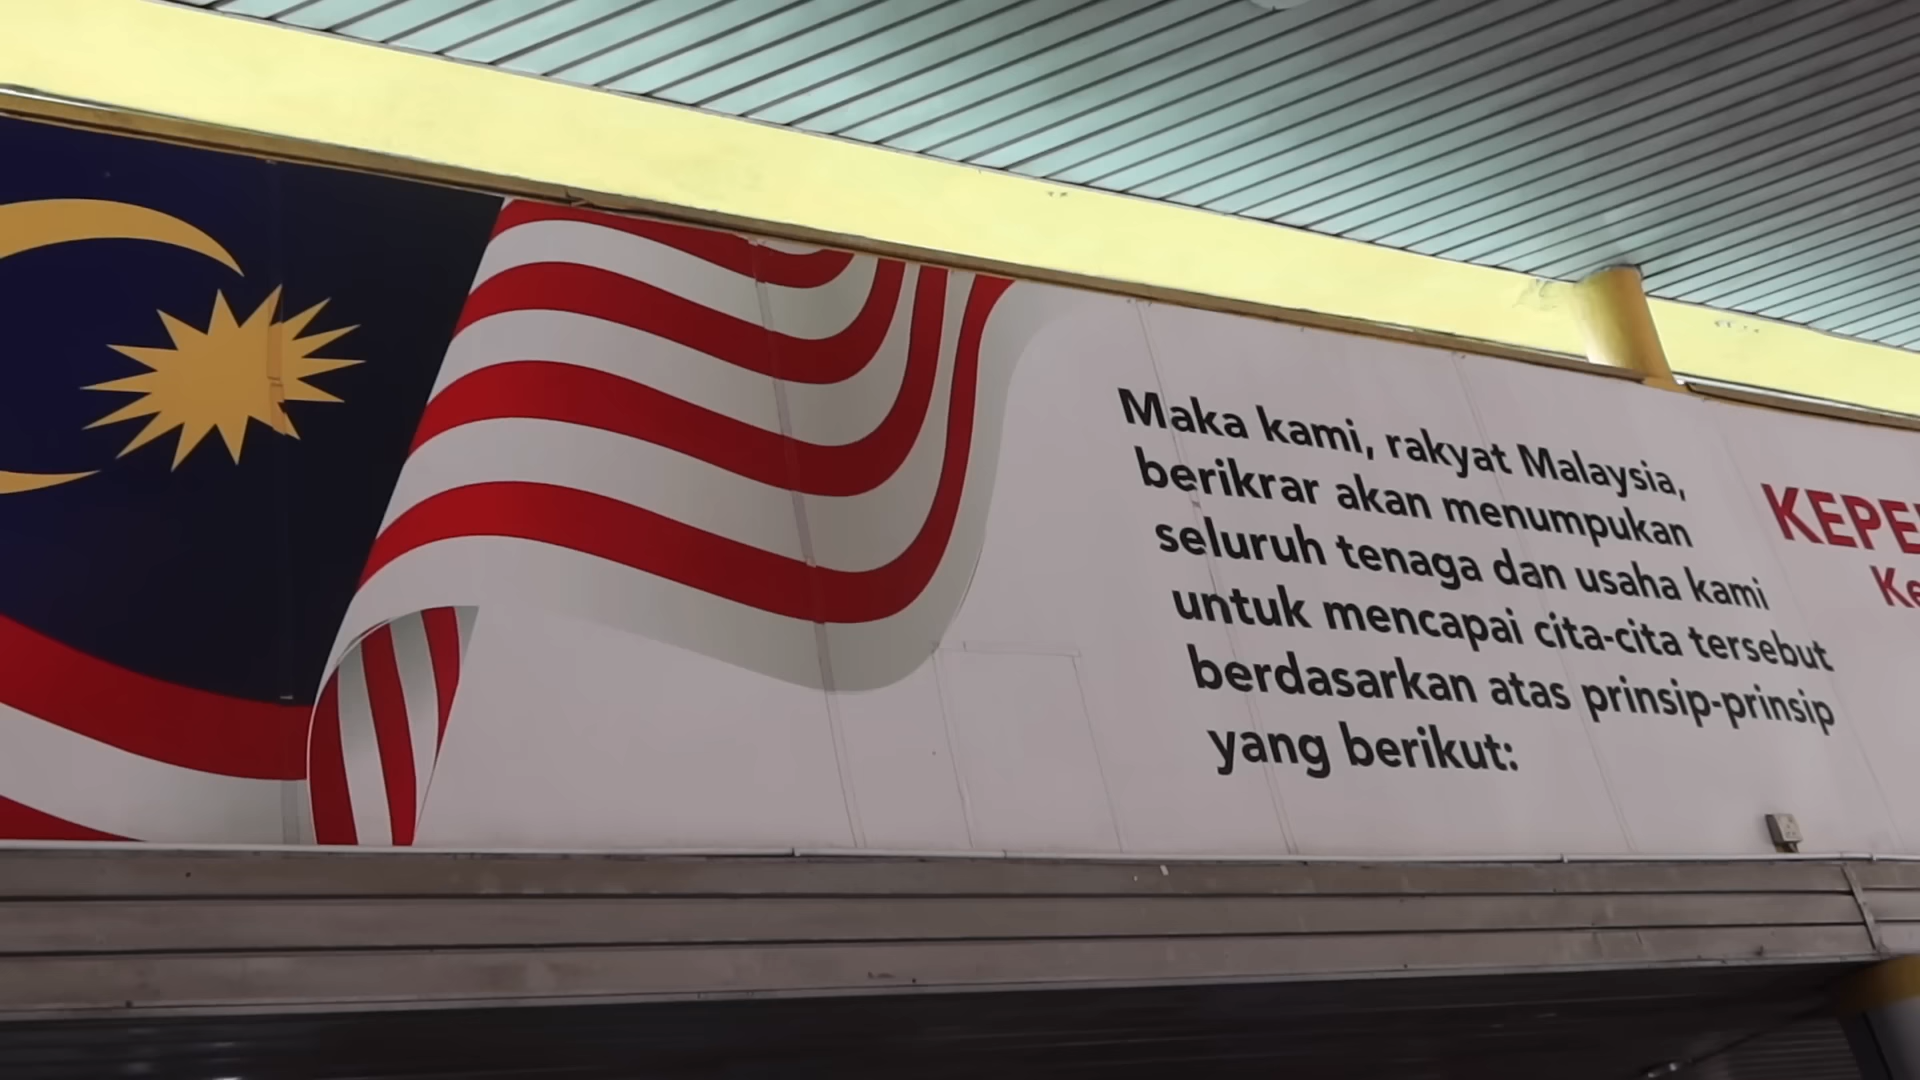 Maka kami, rakyat Malaysia,
berikrar akan menumpukan
seluruh tenaga dan usaha kami
untuk mencapai cita-cita tersebut
berdasarkan atas prinsip-prinsip
yang berikut: